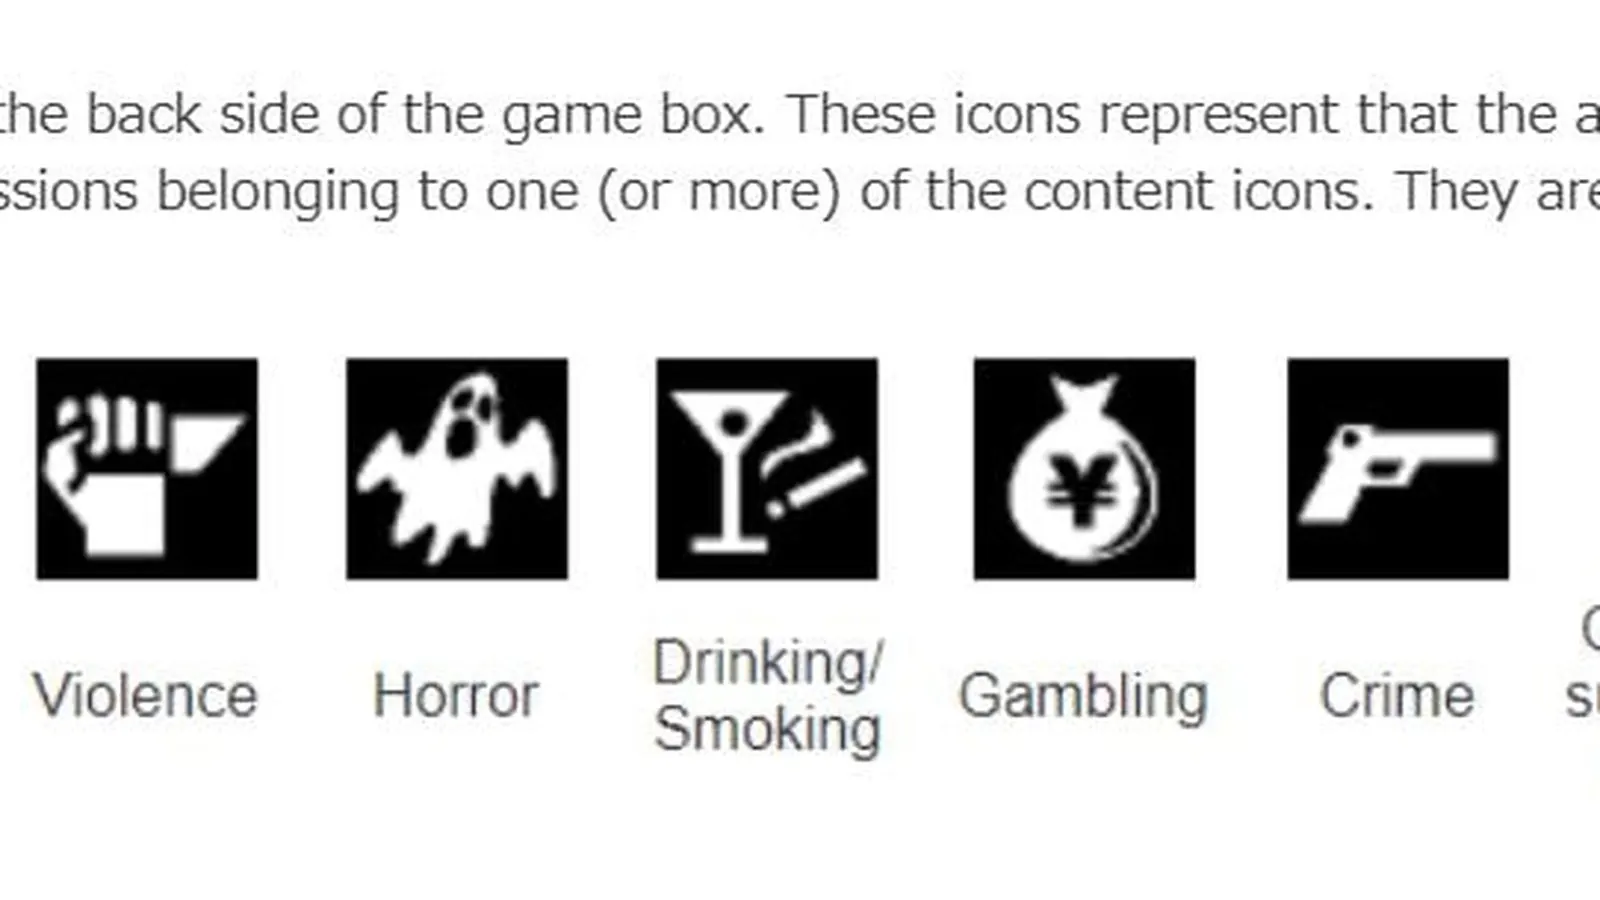 the back side of the game box. These icons represent that the a
ssions belonging to one (or more) of the content icons. They are
¥
Violence
Horror
Drinking/
Smoking
Gambling
Crime